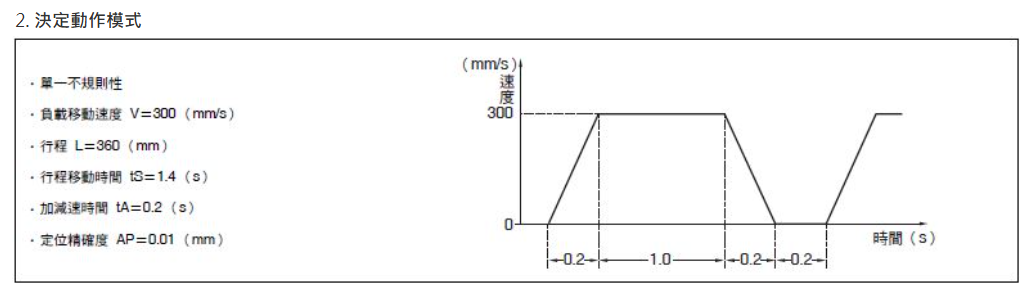 2. 決定動作模式
・單一不規則性
・負載移動速度 V=300（mm/s）
・行程 L=360（mm）
・行程移動時間 tS=1.4（s）
・加減速時間 tA=0.2（s）
・定位精確度 AP=0.01（mm）
（mm/s）
速度
300
0
時間（s）
0.2
1.0
0.2
0.2